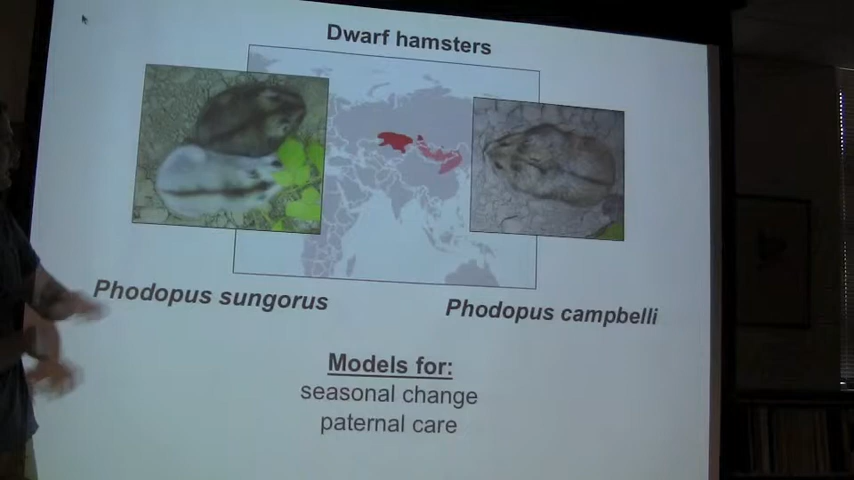 Dwarf hamsters
Phodopus sungorus
Phodopus campbelli
Models for:
seasonal change
paternal care